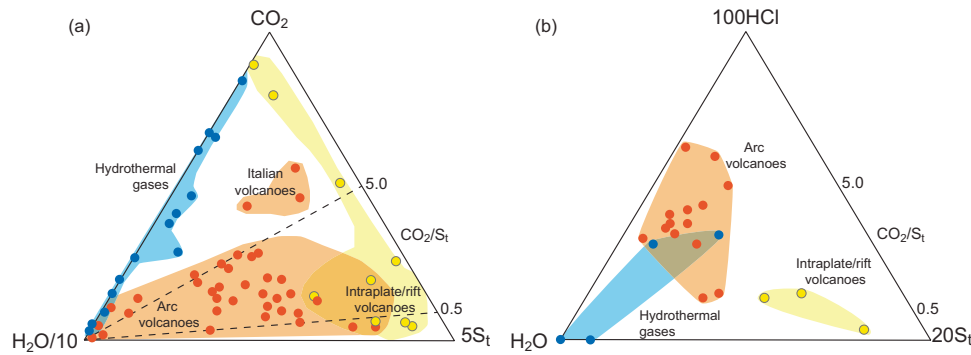 (a)
CO₂
Hydrothermal
gases
Italian
volcanoes
5.0
CO₂/Sₜ
Arc
volcanoes
Intraplate/rift
volcanoes
0.5
H₂O/10
5Sₜ
(b)
100HCl
Arc
volcanoes
5.0
CO₂/Sₜ
Intraplate/rift
volcanoes
0.5
Hydrothermal
gases
H₂O
20Sₜ